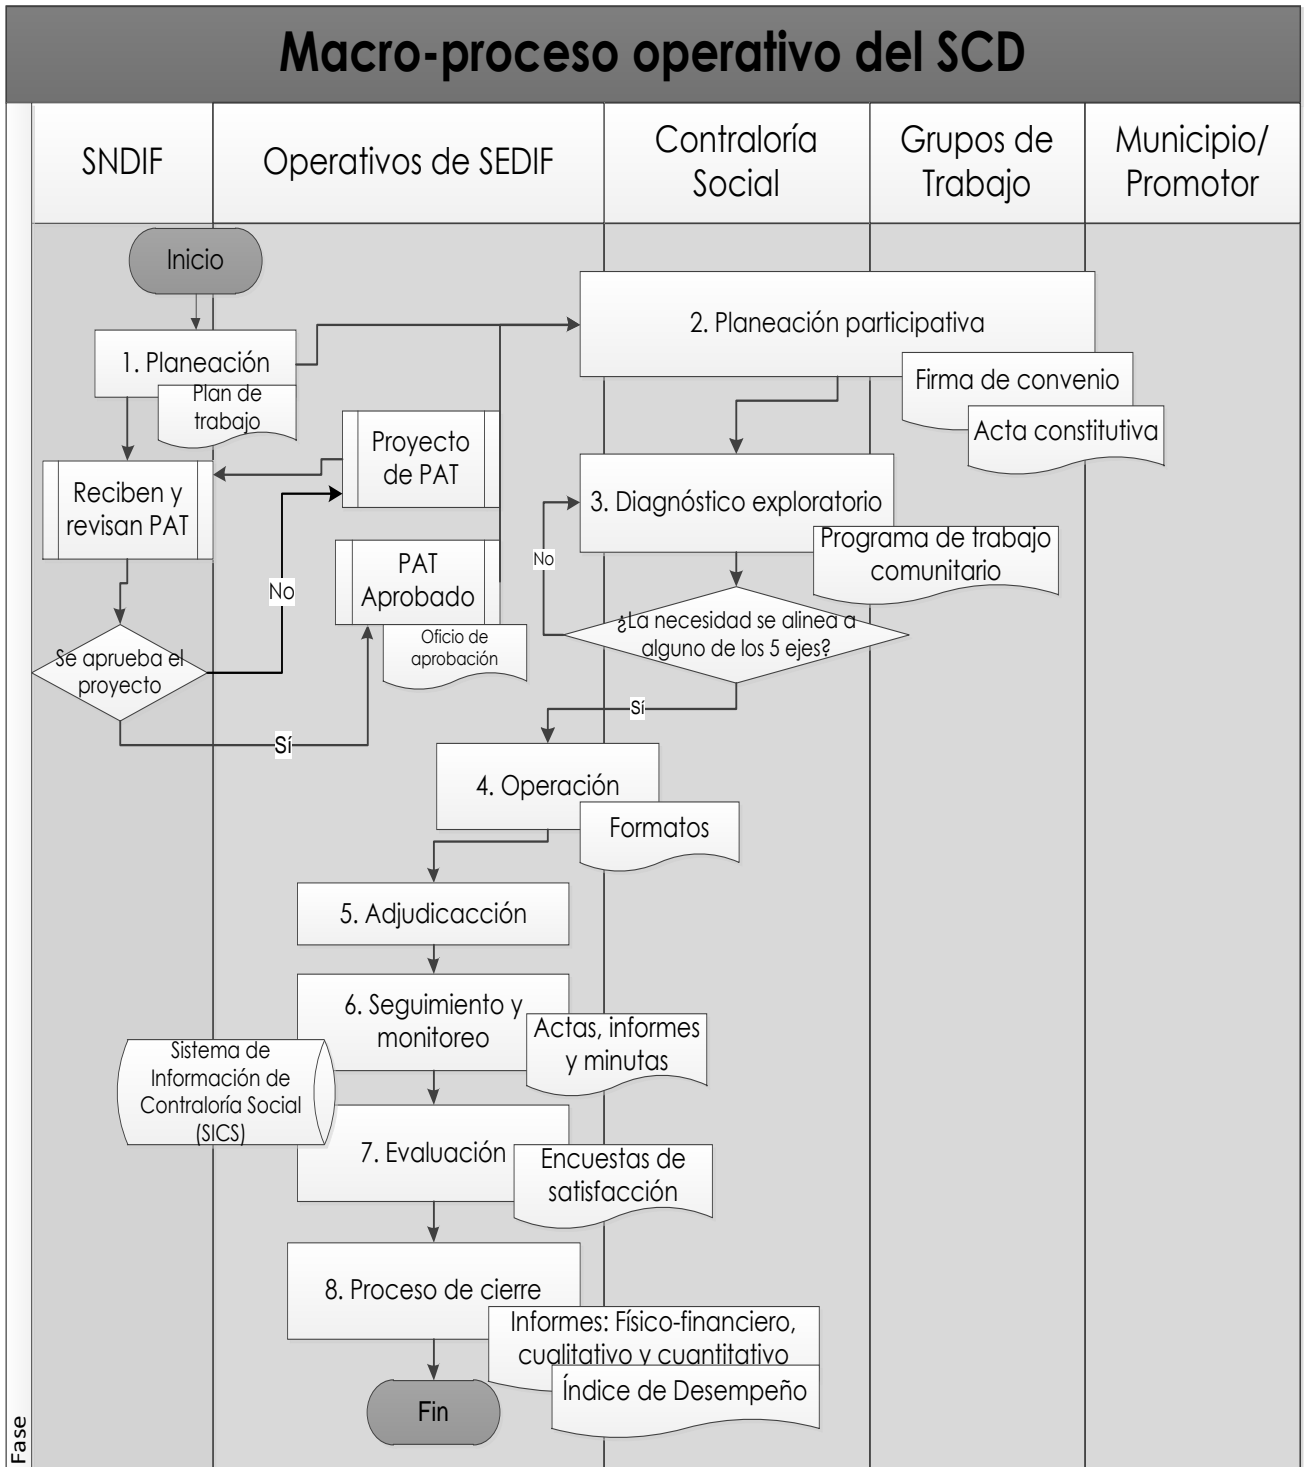 Macro-proceso operativo del SCD
SNDIF
Operativos de SEDIF
Contraloría
Social
Grupos de
Trabajo
Municipio/
Promotor
Inicio
1. Planeación
Plan de
trabajo
2. Planeación participativa
Firma de convenio
Acta constitutiva
Proyecto
de PAT
Reciben y
revisan PAT
3. Diagnóstico exploratorio
Programa de trabajo
comunitario
No
PAT
Aprobado
Oficio de
aprobación
No
¿La necesidad se alinea a
alguno de los 5 ejes?
Se aprueba el
proyecto
Sí
Sí
4. Operación
Formatos
5. Adjudicacción
6. Seguimiento y
monitoreo
Actas, informes
y minutas
Sistema de
Información de
Contraloría Social
(SICS)
7. Evaluación
Encuestas de
satisfacción
8. Proceso de cierre
Informes: Físico-financiero,
cualitativo y cuantitativo
Índice de Desempeño
Fin
Fase